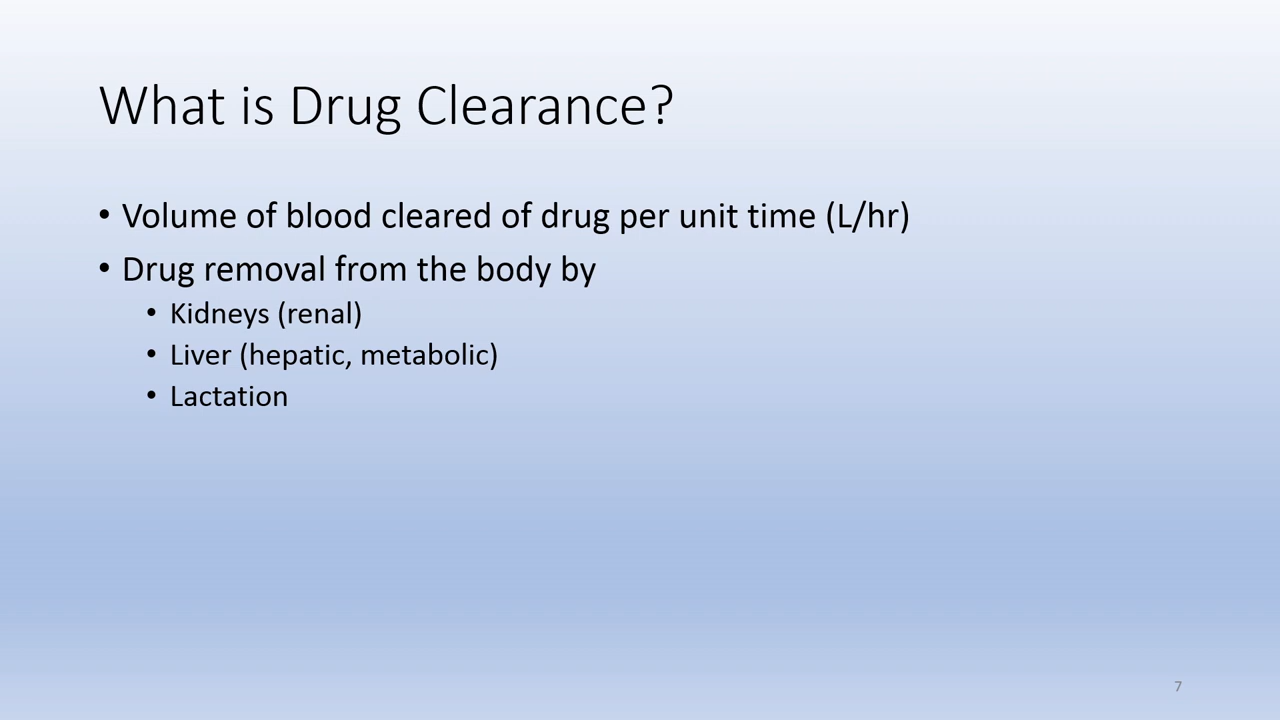 What is Drug Clearance?
• Volume of blood cleared of drug per unit time (L/hr)
• Drug removal from the body by
• Kidneys (renal)
• Liver (hepatic, metabolic)
• Lactation
7